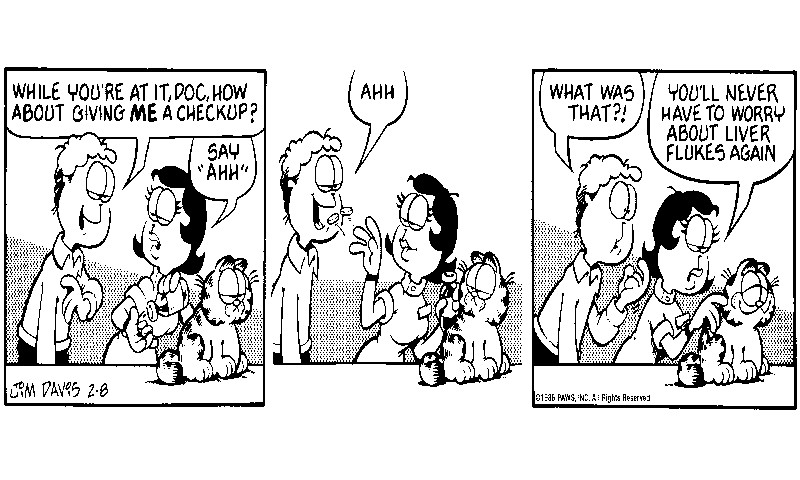 WHILE YOU'RE AT IT, DOC, HOW
ABOUT GIVING ME A CHECKUP?
SAY
"AHH"
JIM DAVIS 2-8
AHH
WHAT WAS
THAT?!
YOU'LL NEVER
HAVE TO WORRY
ABOUT LIVER
FLUKES AGAIN
©1986 PAWS, INC. All Rights Reserved